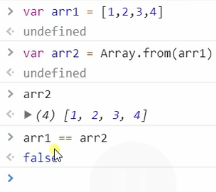 > var arr1 = [1,2,3,4]
< undefined
> var arr2 = Array.from(arr1)
< undefined
> arr2
< ▶ (4) [1, 2, 3, 4]
> arr1 == arr2
< false
>